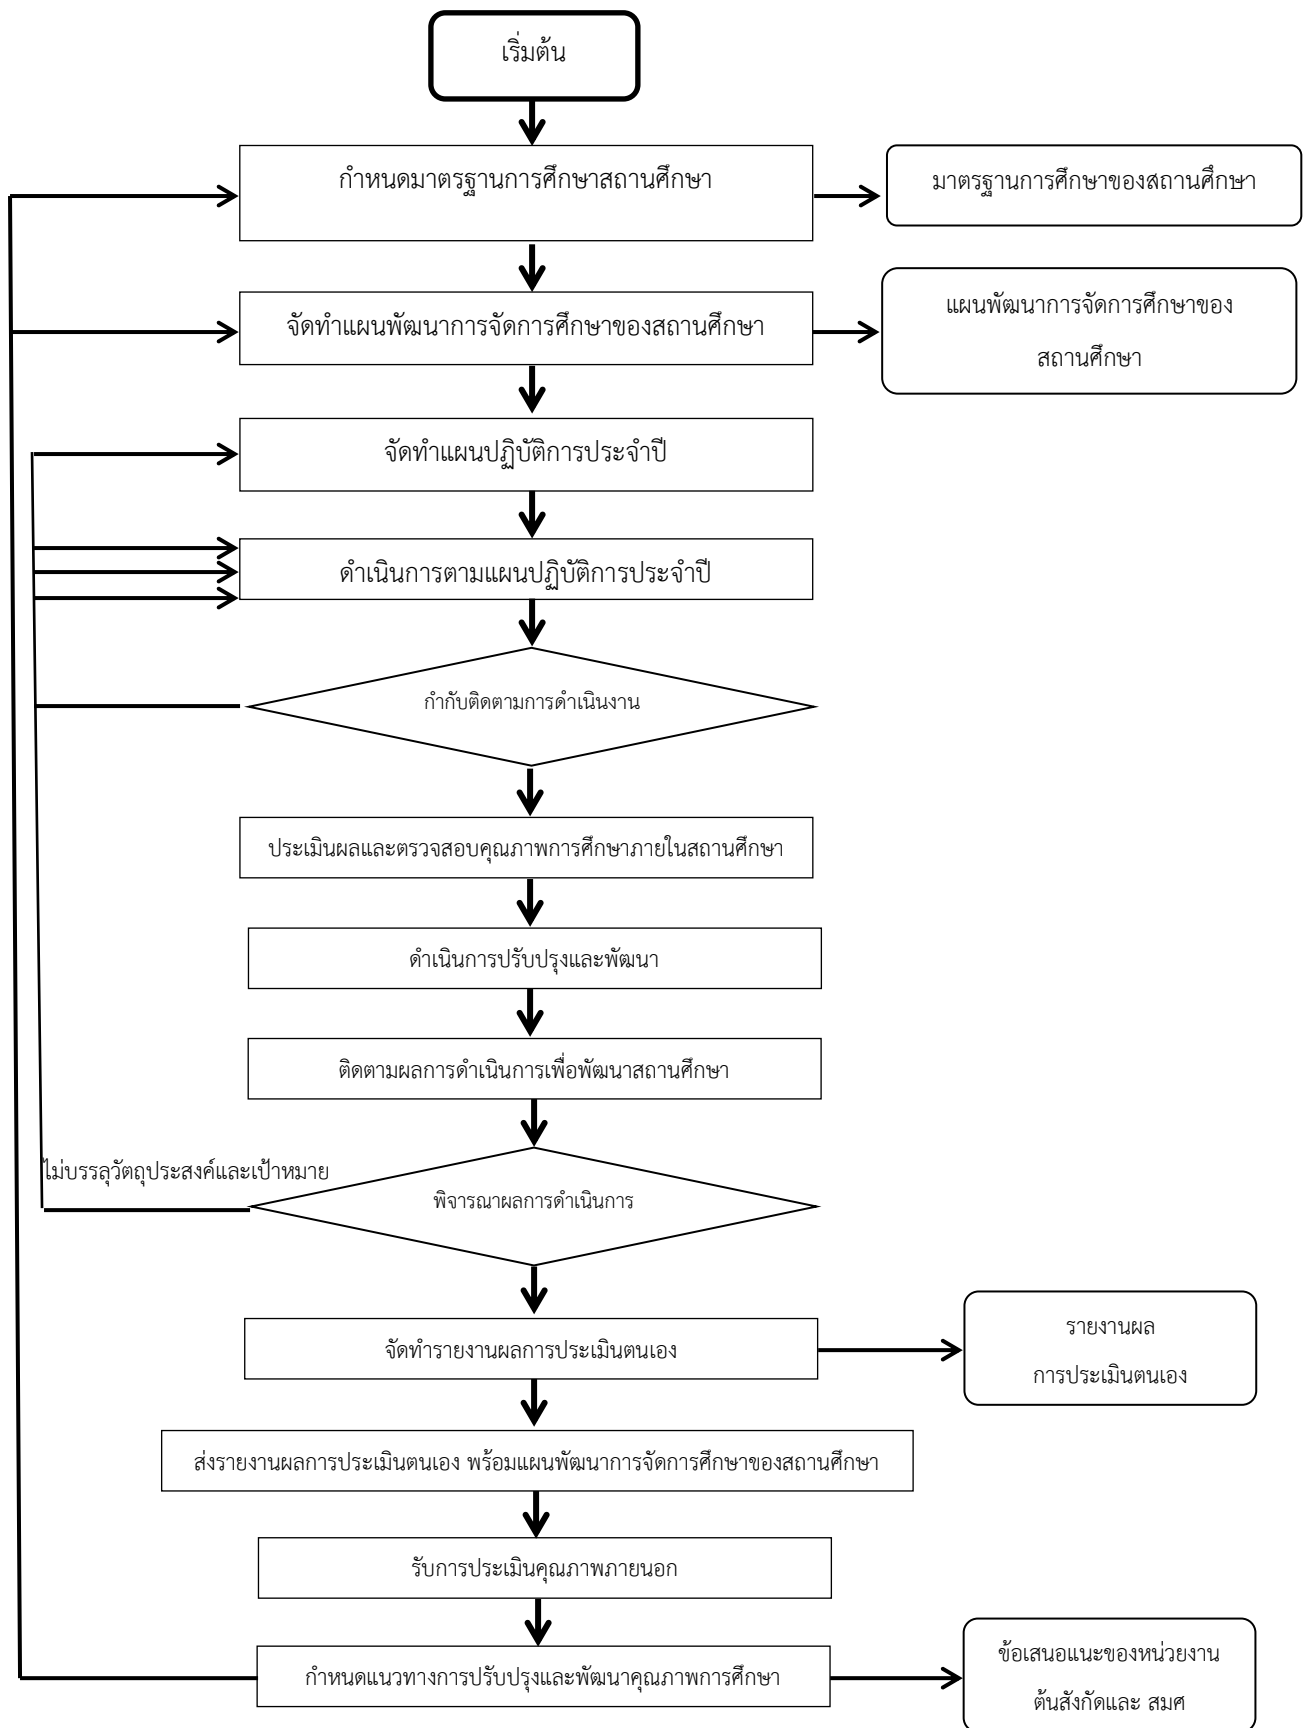 เริ่มต้น
กำหนดมาตรฐานการศึกษาสถานศึกษา
มาตรฐานการศึกษาของสถานศึกษา
จัดทำแผนพัฒนาการจัดการศึกษาของสถานศึกษา
แผนพัฒนาการจัดการศึกษาของ
สถานศึกษา
จัดทำแผนปฏิบัติการประจำปี
ดำเนินการตามแผนปฏิบัติการประจำปี
กำกับติดตามการดำเนินงาน
ประเมินผลและตรวจสอบคุณภาพการศึกษาภายในสถานศึกษา
ดำเนินการปรับปรุงและพัฒนา
ติดตามผลการดำเนินการเพื่อพัฒนาสถานศึกษา
ไม่บรรลุวัตถุประสงค์และเป้าหมาย
พิจารณาผลการดำเนินการ
จัดทำรายงานผลการประเมินตนเอง
รายงานผล
การประเมินตนเอง
ส่งรายงานผลการประเมินตนเอง พร้อมแผนพัฒนาการจัดการศึกษาของสถานศึกษา
รับการประเมินคุณภาพภายนอก
กำหนดแนวทางการปรับปรุงและพัฒนาคุณภาพการศึกษา
ข้อเสนอแนะของหน่วยงาน
ต้นสังกัดและ สมศ